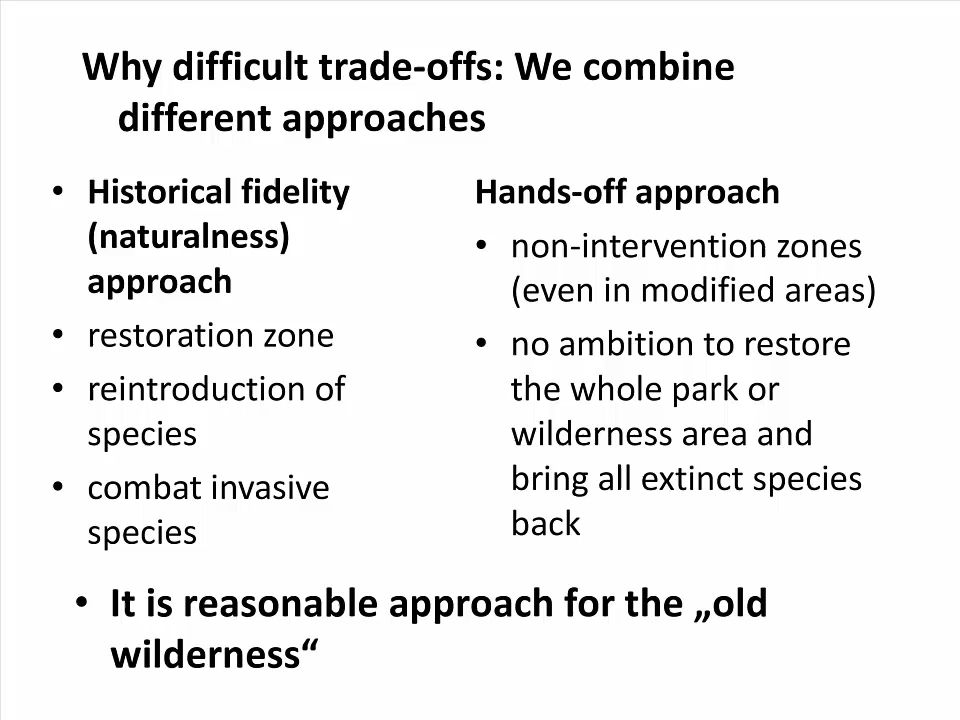 Why difficult trade-offs: We combine
different approaches
• Historical fidelity
(naturalness)
approach
• restoration zone
• reintroduction of
species
• combat invasive
species
Hands-off approach
• non-intervention zones
(even in modified areas)
• no ambition to restore
the whole park or
wilderness area and
bring all extinct species
back
• It is reasonable approach for the „old
wilderness“